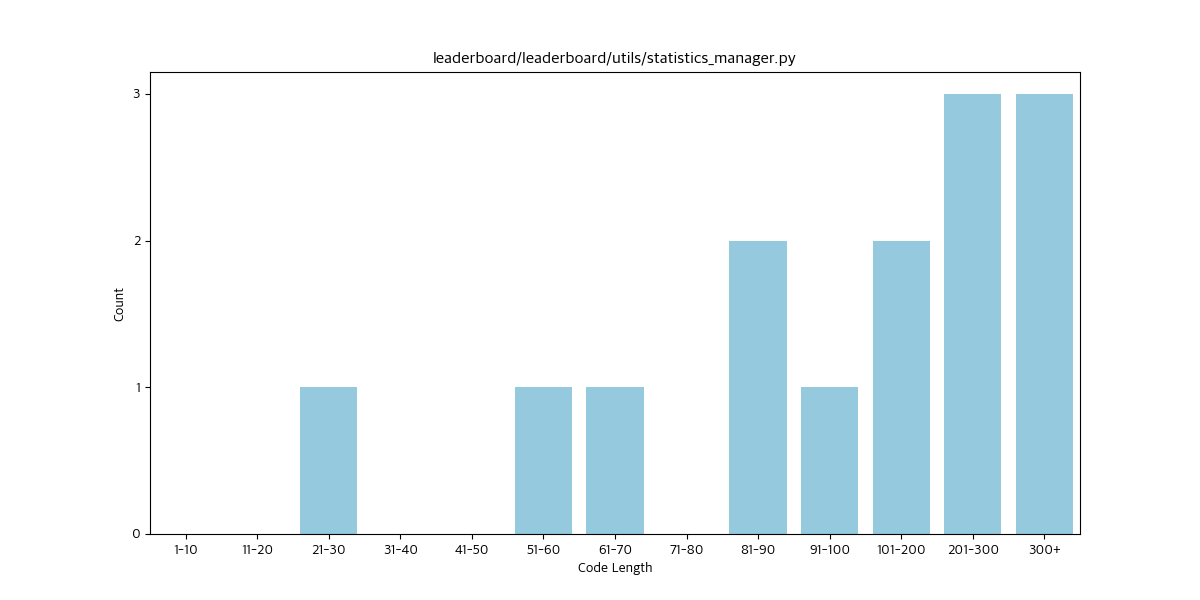 leaderboard/leaderboard/utils/statistics_manager.py
3
2
1
0
Count
1-10 11-20 21-30 31-40 41-50 51-60 61-70 71-80 81-90 91-100 101-200 201-300 300+
Code Length